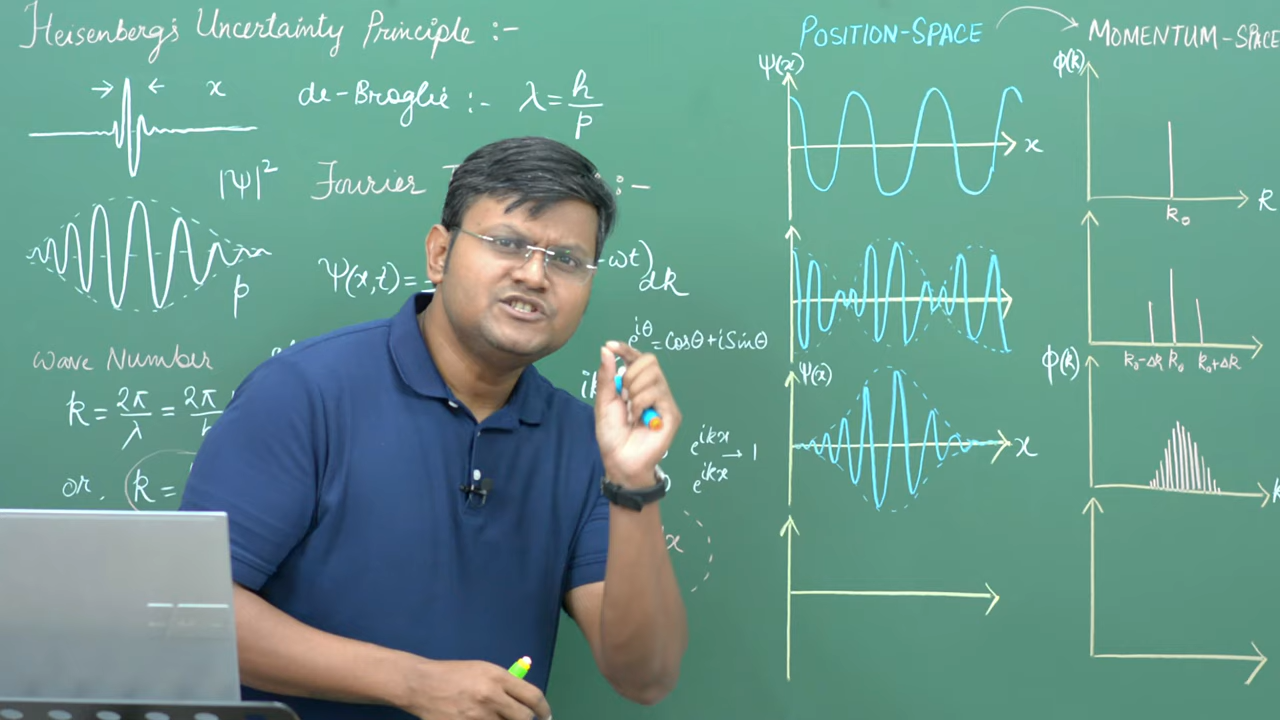 Heisenberg's Uncertainty Principle :-
x
de-Broglie :- λ = h/p
|Ψ|²
Fourier :-
p
Ψ(x,t) =
-ωt) dk
e^{iθ} = Cosθ + i Sinθ
Wave Number
k = 2π/λ = 2π
or, k =
e^{ikx} → 1
e^{ikx}
x
POSITION-SPACE
MOMENTUM-SPACE
Ψ(x)
x
ϕ(k)
k
k₀
k₀-Δk k₀ k₀+Δk
Ψ(x)
x
ϕ(k)
k